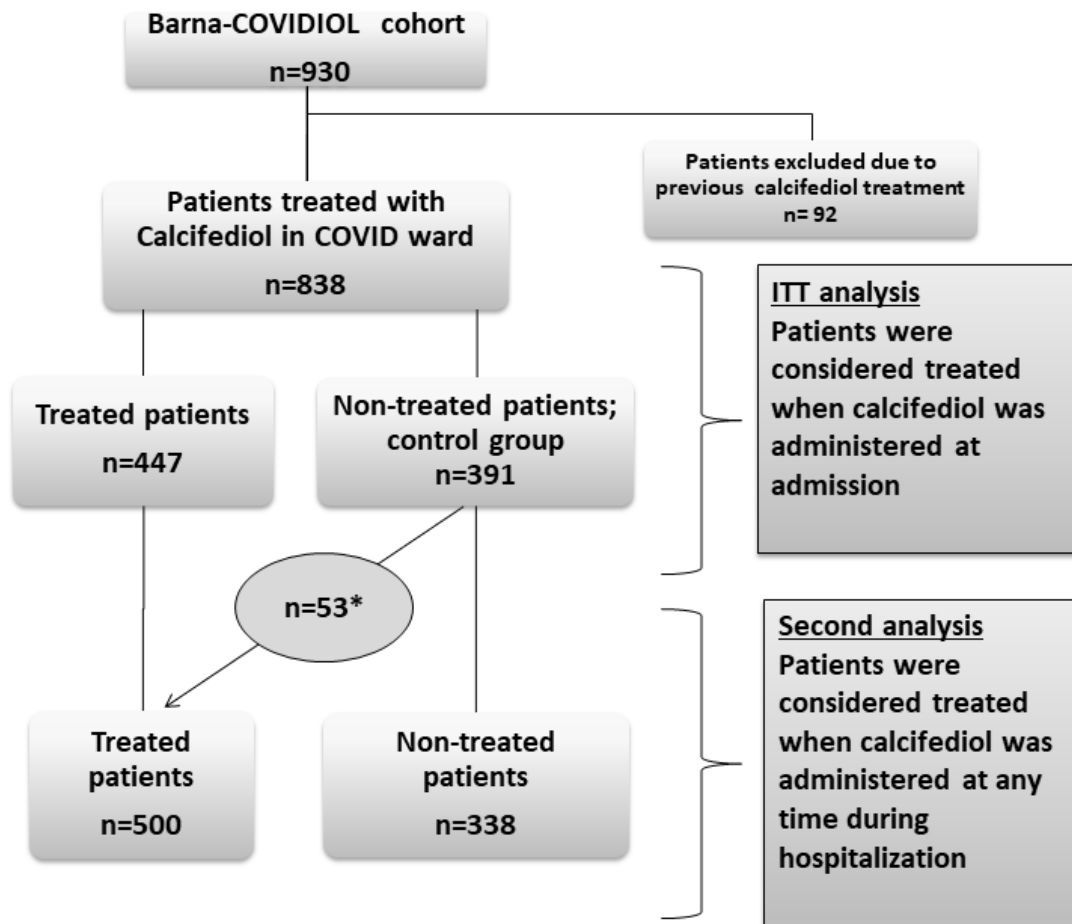 Barna-COVIDIOL cohort
n=930
Patients excluded due to
previous calcifediol treatment
n= 92
Patients treated with
Calcifediol in COVID ward
n=838
ITT analysis
Patients were
considered treated
when calcifediol was
administered at
admission
Treated patients
n=447
Non-treated patients;
control group
n=391
n=53*
Second analysis
Patients were
considered treated
when calcifediol was
administered at any
time during
hospitalization
Treated
patients
n=500
Non-treated
patients
n=338